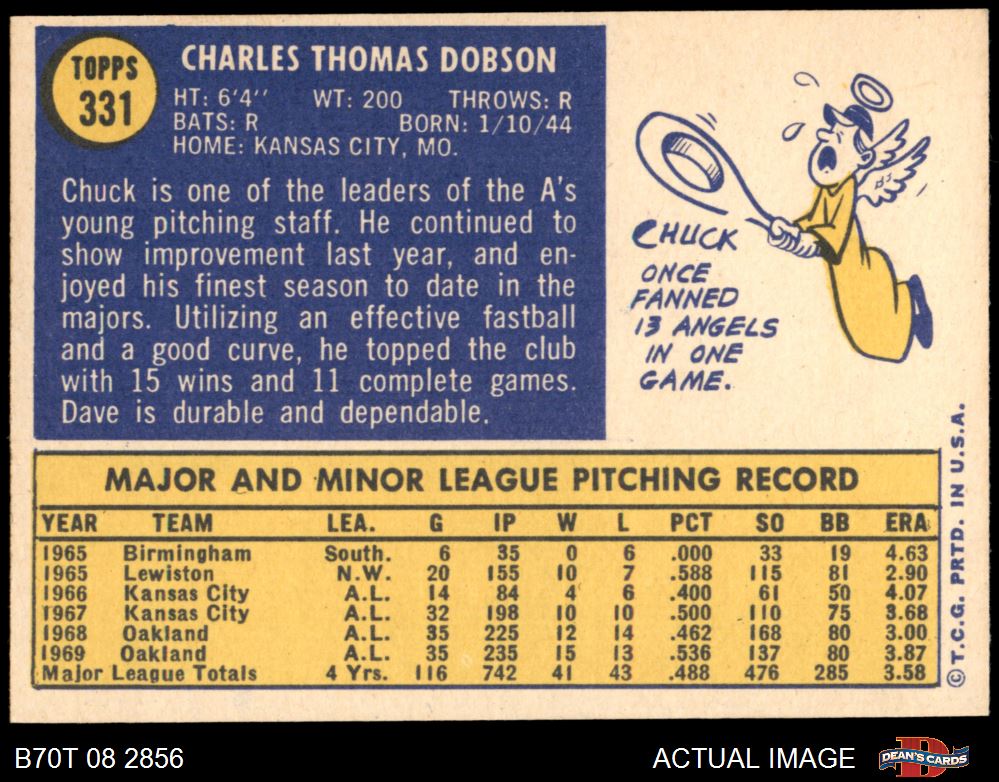 TOPPS
331
CHARLES THOMAS DOBSON
HT: 6'4'' WT: 200 THROWS: R
BATS: R BORN: 1/10/44
HOME: KANSAS CITY, MO.
Chuck is one of the leaders of the A's
young pitching staff. He continued to
show improvement last year, and en-
joyed his finest season to date in the
majors. Utilizing an effective fastball
and a good curve, he topped the club
with 15 wins and 11 complete games.
Dave is durable and dependable.
CHUCK
ONCE
FANNED
13 ANGELS
IN ONE
GAME.
MAJOR AND MINOR LEAGUE PITCHING RECORD
YEAR TEAM LEA. G IP W L PCT SO BB ERA
1965 Birmingham South. 6 35 0 6 .000 33 19 4.63
1965 Lewiston N.W. 20 155 10 7 .588 115 81 2.90
1966 Kansas City A.L. 14 84 4 6 .400 61 50 4.07
1967 Kansas City A.L. 32 198 10 10 .500 110 75 3.68
1968 Oakland A.L. 35 225 12 14 .462 168 80 3.00
1969 Oakland A.L. 35 235 15 13 .536 137 80 3.87
Major League Totals 4 Yrs. 116 742 41 43 .488 476 285 3.58
© T.C.G. PRTD. IN U.S.A.
B70T 08 2856 ACTUAL IMAGE
DEAN'S CARDS